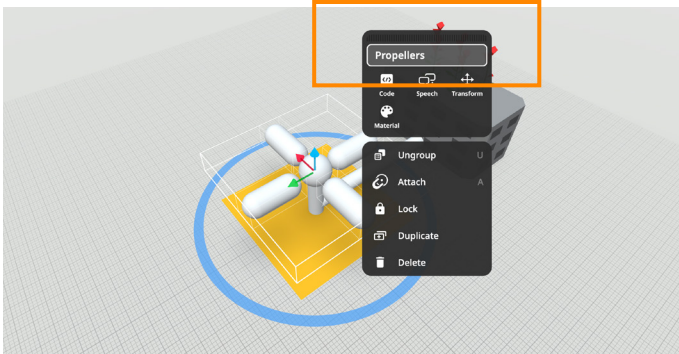 Propellers
Code Speech Transform
Material
Ungroup U
Attach A
Lock
Duplicate
Delete